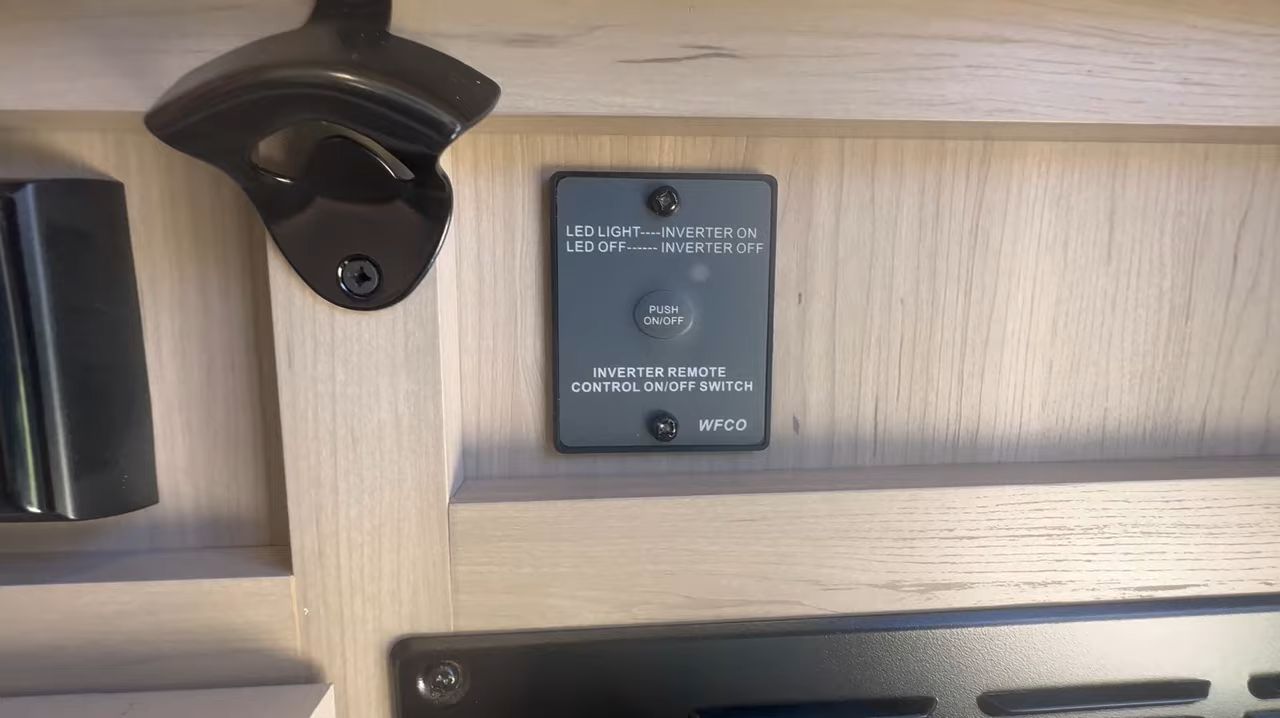 LED LIGHT----INVERTER ON
LED OFF------ INVERTER OFF
PUSH
ON/OFF
INVERTER REMOTE
CONTROL ON/OFF SWITCH
WFCO